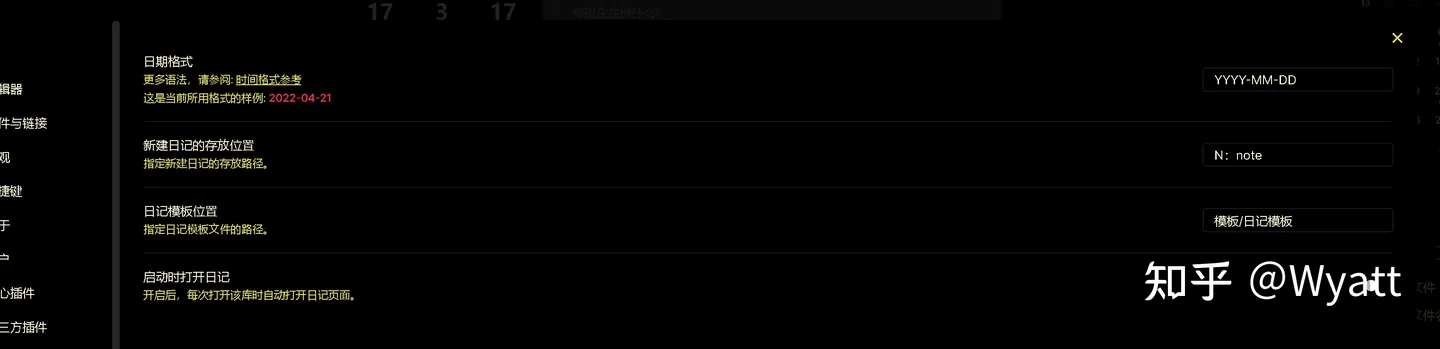 17 3 17
辑器
件与链接
观
捷键
于
户
心插件
三方插件
日期格式
更多语法，请参阅: 时间格式参考
这是当前所用格式的样例: 2022-04-21
YYYY-MM-DD
新建日记的存放位置
指定新建日记的存放路径。
N：note
日记模板位置
指定日记模板文件的路径。
模板/日记模板
启动时打开日记
开启后，每次打开该库时自动打开日记页面。
知乎 @Wyatt